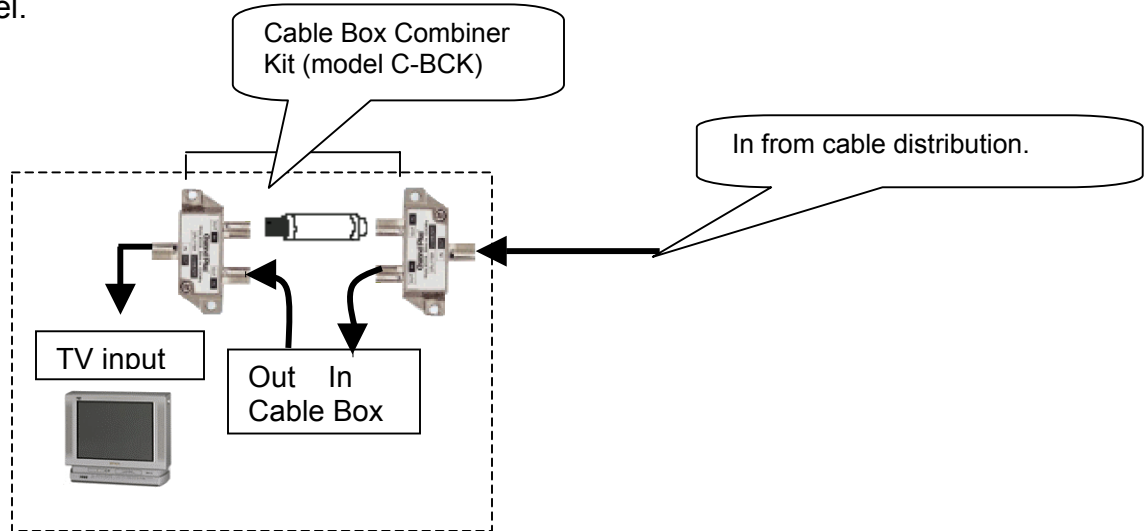 el.
Cable Box Combiner
Kit (model C-BCK)
In from cable distribution.
TV input
Out In
Cable Box